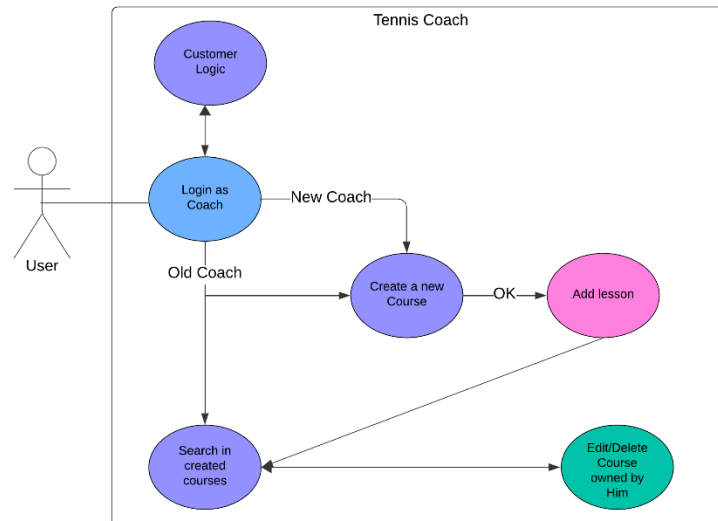 Tennis Coach
Customer
Logic
Login as
Coach
New Coach
User
Old Coach
Create a new
Course
OK
Add lesson
Search in
created
courses
Edit/Delete
Course
owned by
Him